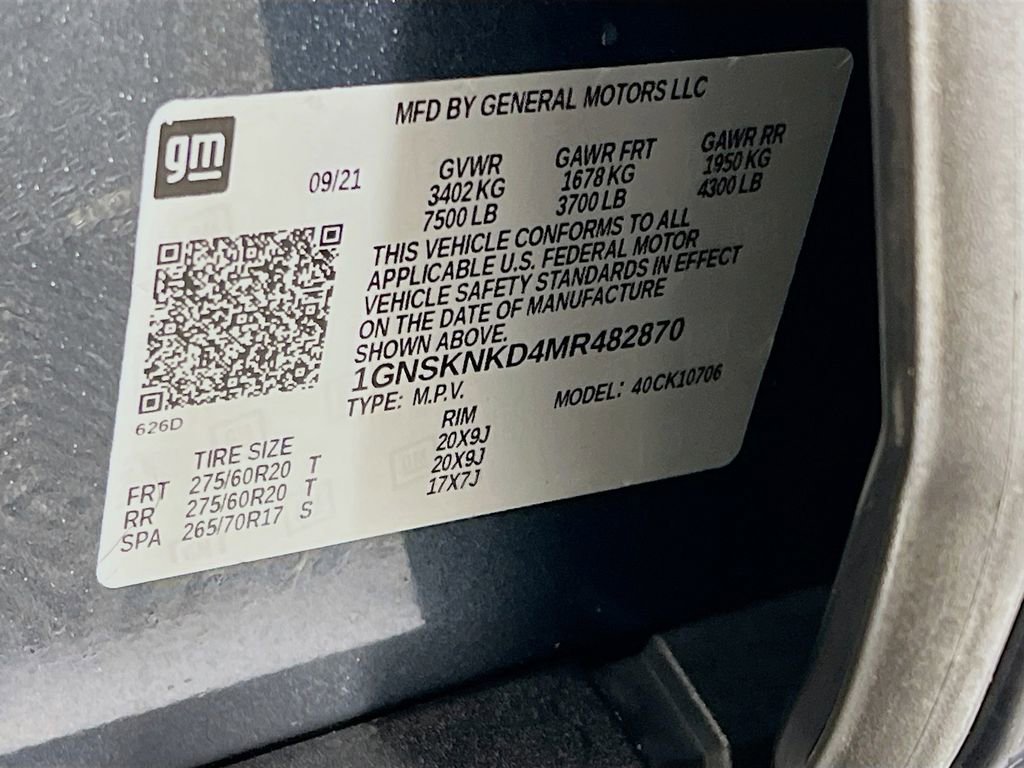 MFD BY GENERAL MOTORS LLC
gm
09/21
GVWR GAWR FRT GAWR RR
3402 KG 1678 KG 1950 KG
7500 LB 3700 LB 4300 LB
THIS VEHICLE CONFORMS TO ALL
APPLICABLE U.S. FEDERAL MOTOR
VEHICLE SAFETY STANDARDS IN EFFECT
ON THE DATE OF MANUFACTURE
SHOWN ABOVE.
1GNSKNKD4MR482870
TYPE: M.P.V. MODEL: 40CK10706
626D
TIRE SIZE RIM
FRT 275/60R20 T 20X9J
RR 275/60R20 T 20X9J
SPA 265/70R17 S 17X7J